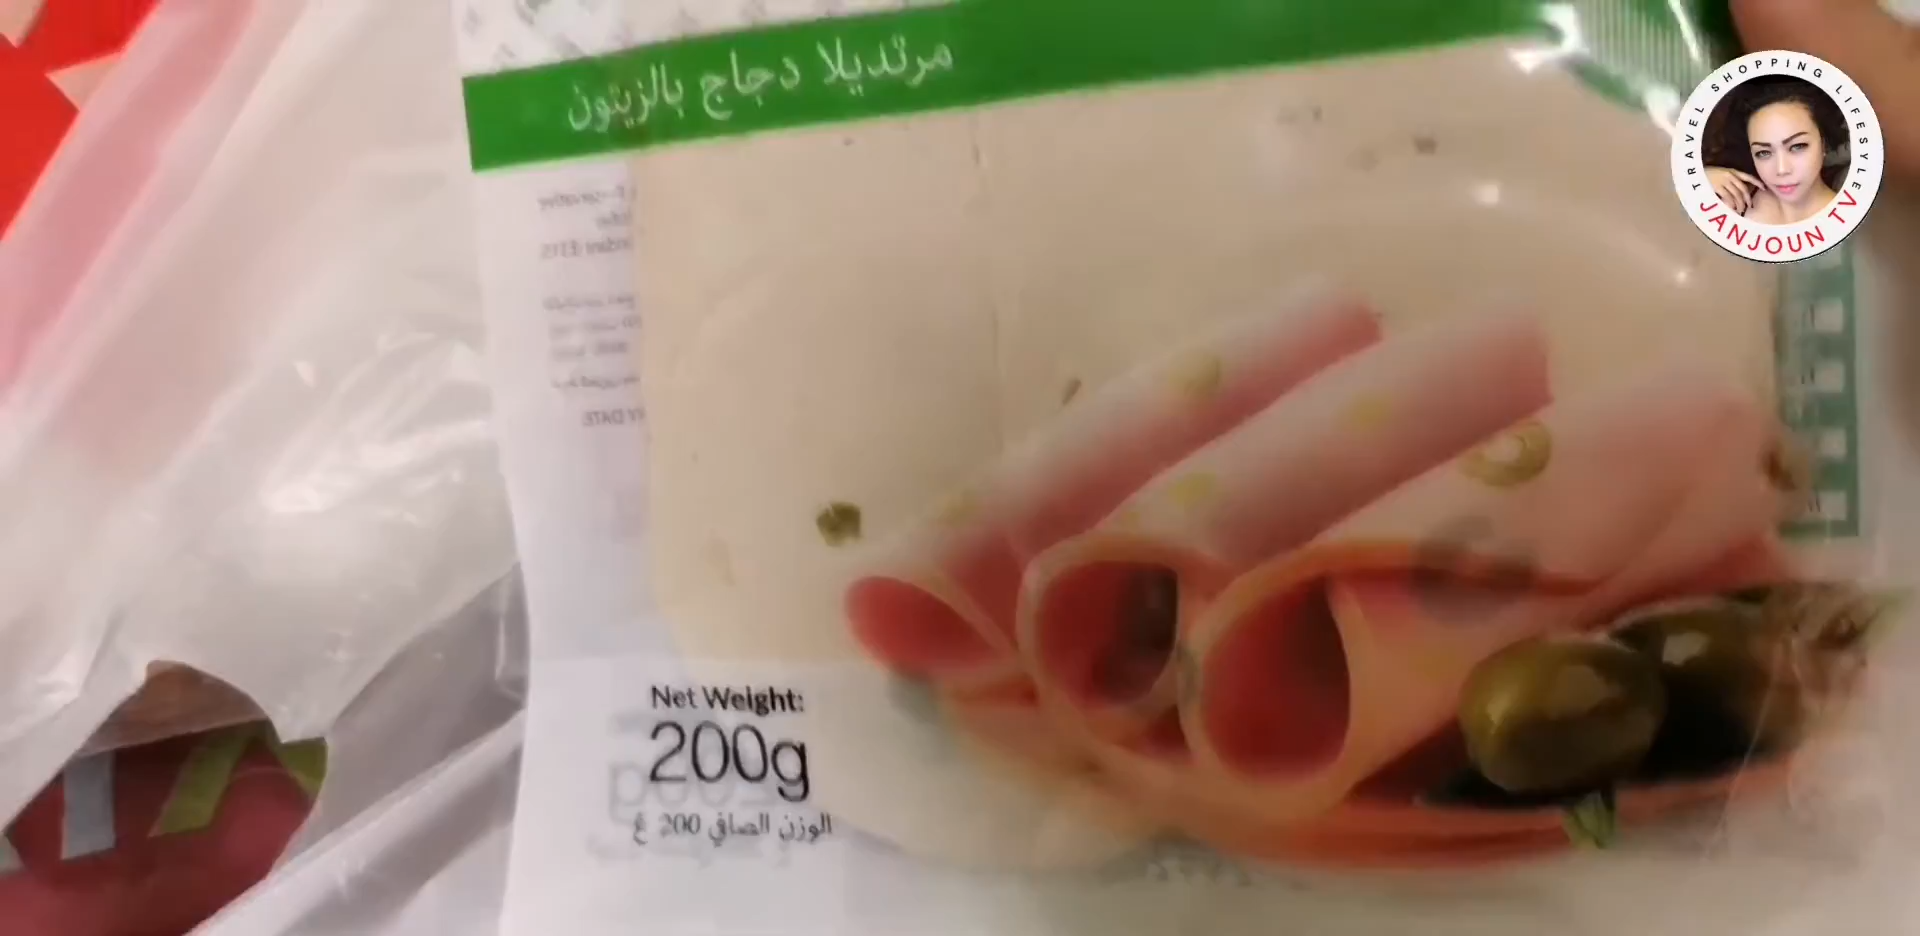 مرتديلا دجاج بالزيتون
TRAVEL SHOPPING LIFESYLE
JANJOUN TV
Net Weight:
200g
الوزن الصافي 200 غ